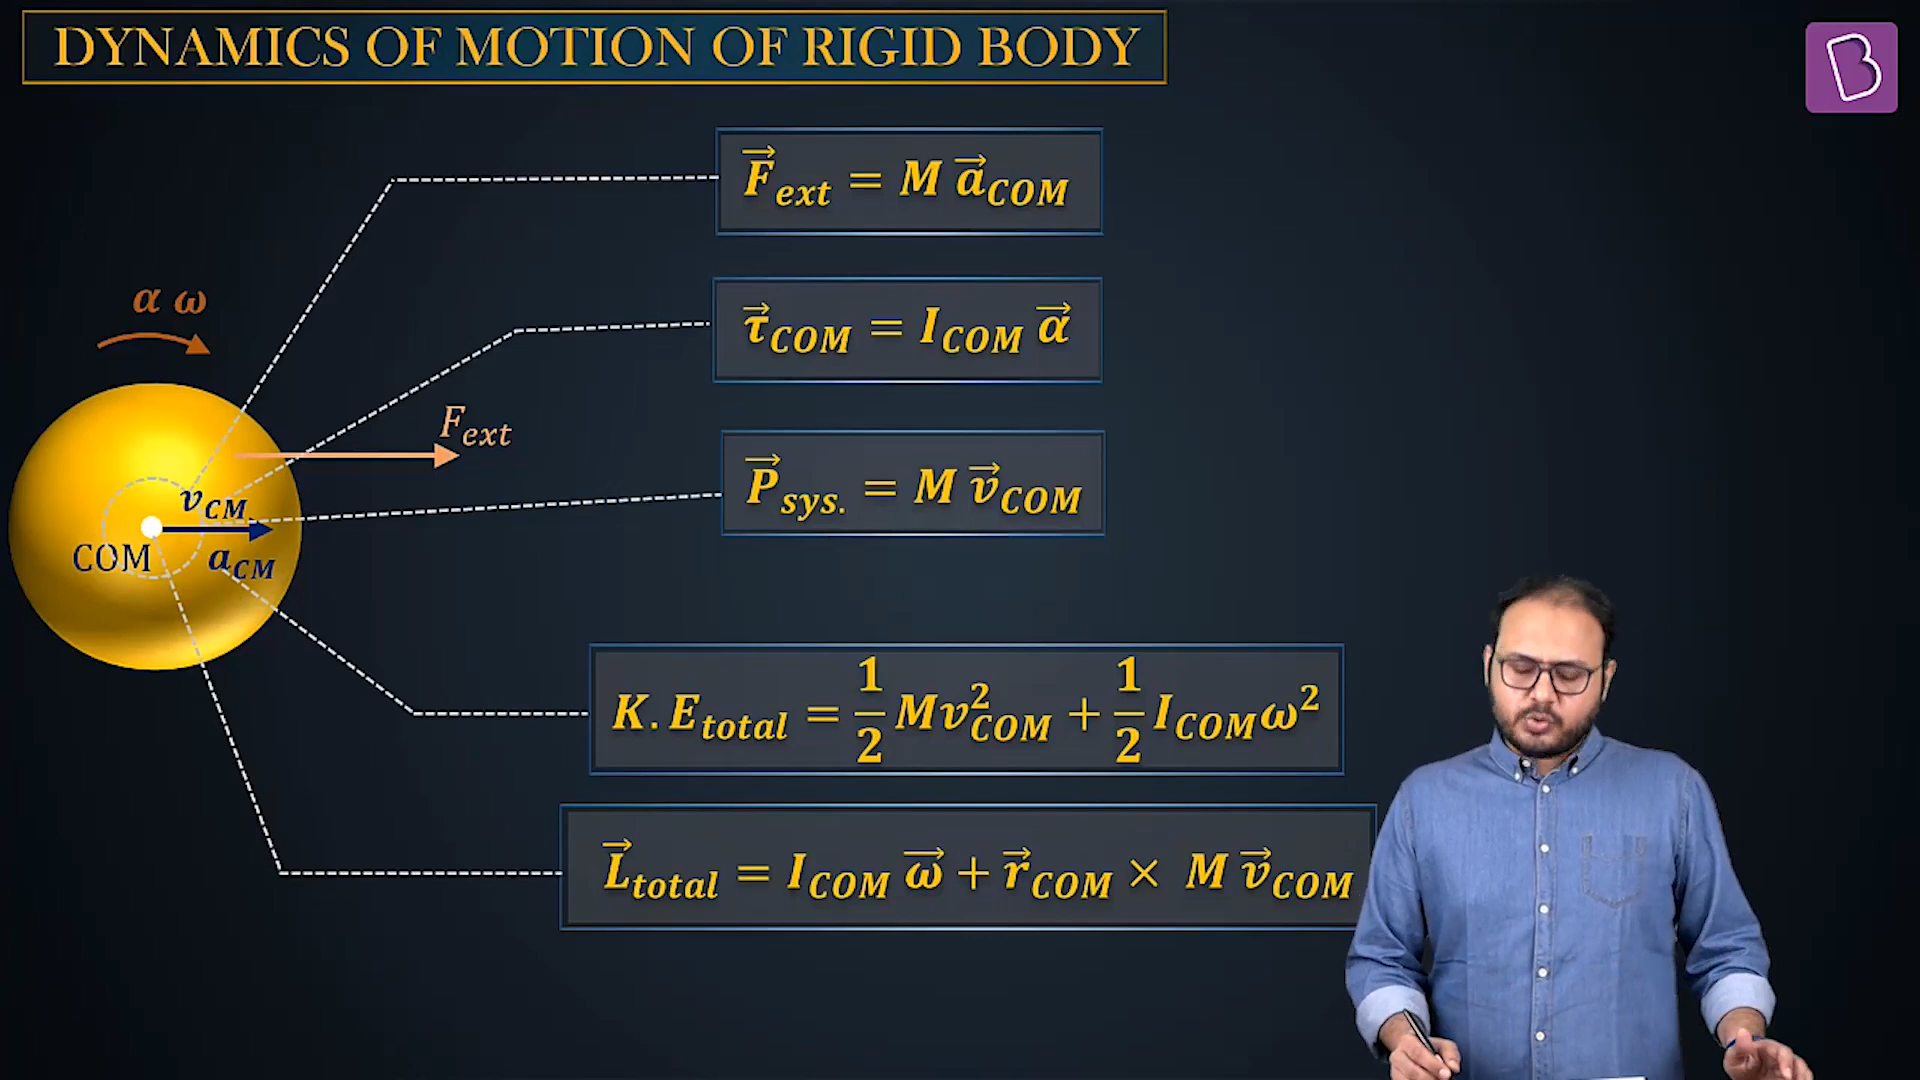 DYNAMICS OF MOTION OF RIGID BODY
B
F⃗ext = M a⃗COM
α ω
τ⃗COM = ICOM α⃗
Fext
P⃗sys. = M v⃗COM
vCM
COM
aCM
K.Etotal = 1/2 Mv²COM + 1/2 ICOMω²
L⃗total = ICOM ω⃗ + r⃗COM × M v⃗COM